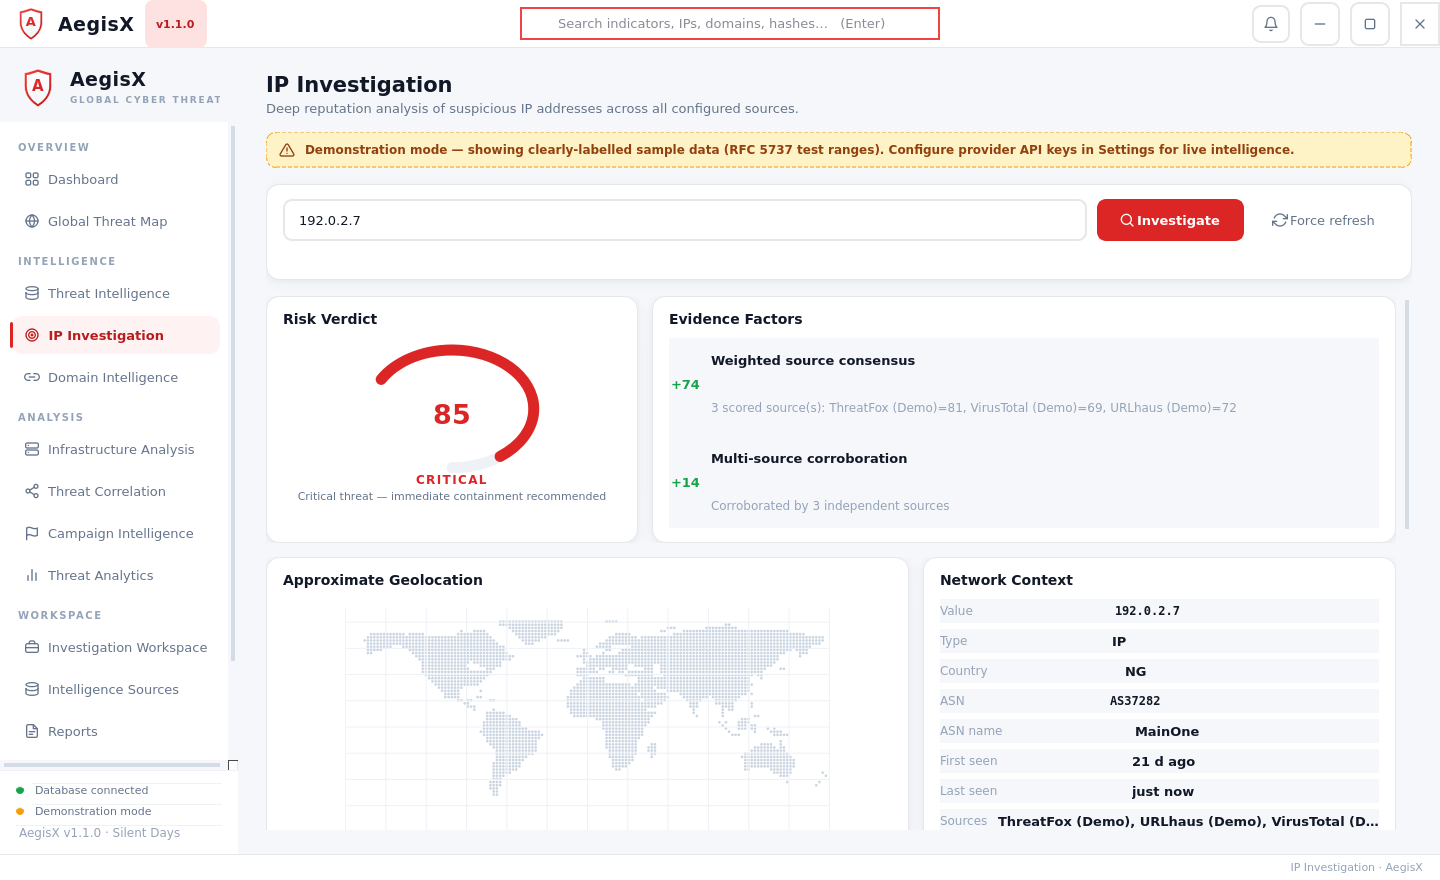 AegisX
v1.1.0
Search indicators, IPs, domains, hashes... (Enter)
AegisX
GLOBAL CYBER THREAT
OVERVIEW
Dashboard
Global Threat Map
INTELLIGENCE
Threat Intelligence
IP Investigation
Domain Intelligence
ANALYSIS
Infrastructure Analysis
Threat Correlation
Campaign Intelligence
Threat Analytics
WORKSPACE
Investigation Workspace
Intelligence Sources
Reports
Database connected
Demonstration mode
AegisX v1.1.0 · Silent Days
IP Investigation
Deep reputation analysis of suspicious IP addresses across all configured sources.
Demonstration mode — showing clearly-labelled sample data (RFC 5737 test ranges). Configure provider API keys in Settings for live intelligence.
192.0.2.7
Investigate
Force refresh
Risk Verdict
85
CRITICAL
Critical threat — immediate containment recommended
Evidence Factors
Weighted source consensus
+74
3 scored source(s): ThreatFox (Demo)=81, VirusTotal (Demo)=69, URLhaus (Demo)=72
Multi-source corroboration
+14
Corroborated by 3 independent sources
Approximate Geolocation
Network Context
Value 192.0.2.7
Type IP
Country NG
ASN AS37282
ASN name MainOne
First seen 21 d ago
Last seen just now
Sources ThreatFox (Demo), URLhaus (Demo), VirusTotal (D...
IP Investigation · AegisX